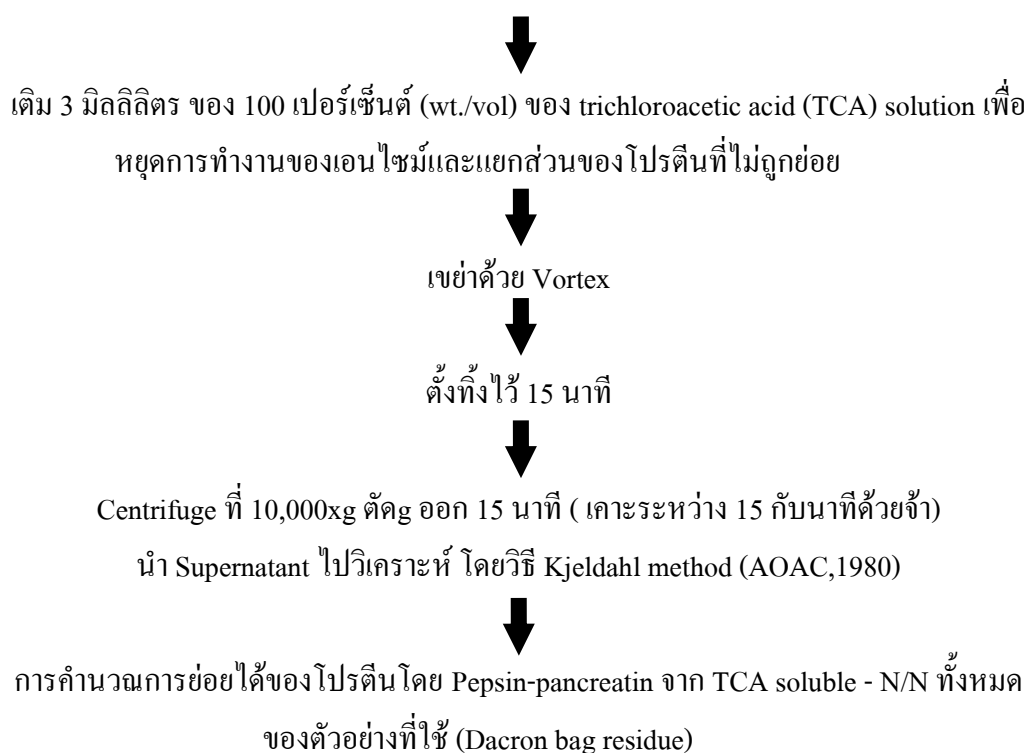 เติม 3 มิลลิลิตร ของ 100 เปอร์เซ็นต์ (wt./vol) ของ trichloroacetic acid (TCA) solution เพื่อ
หยุดการทำงานของเอนไซม์และแยกส่วนของโปรตีนที่ไม่ถูกย่อย
เขย่าด้วย Vortex
ตั้งทิ้งไว้ 15 นาที
Centrifuge ที่ 10,000xg ตัดg ออก 15 นาที ( เคาะระหว่าง 15 กับนาทีด้วยจ้า)
นำ Supernatant ไปวิเคราะห์ โดยวิธี Kjeldahl method (AOAC,1980)
การคำนวณการย่อยได้ของโปรตีนโดย Pepsin-pancreatin จาก TCA soluble - N/N ทั้งหมด
ของตัวอย่างที่ใช้ (Dacron bag residue)